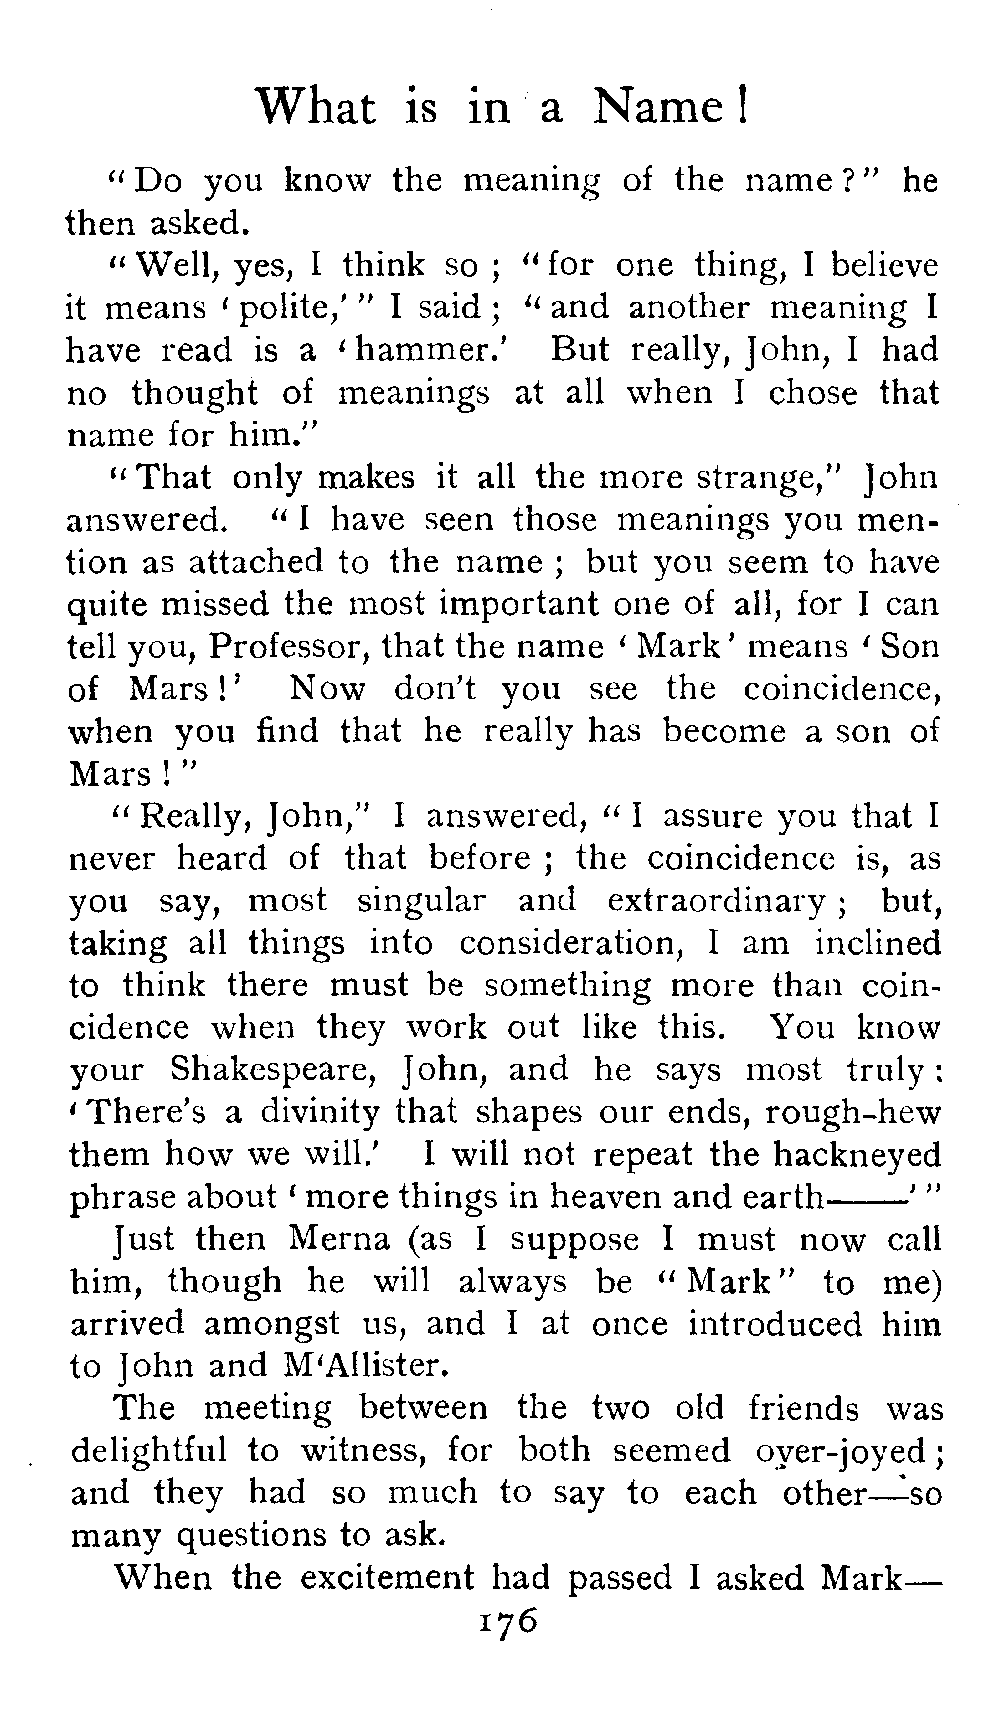 What is in a Name!
"Do you know the meaning of the name?" he
then asked.
"Well, yes, I think so; "for one thing, I believe
it means 'polite,'" I said; "and another meaning I
have read is a 'hammer.' But really, John, I had
no thought of meanings at all when I chose that
name for him."
"That only makes it all the more strange," John
answered. "I have seen those meanings you men-
tion as attached to the name; but you seem to have
quite missed the most important one of all, for I can
tell you, Professor, that the name 'Mark' means 'Son
of Mars!' Now don't you see the coincidence,
when you find that he really has become a son of
Mars!"
"Really, John," I answered, "I assure you that I
never heard of that before; the coincidence is, as
you say, most singular and extraordinary; but,
taking all things into consideration, I am inclined
to think there must be something more than coin-
cidence when they work out like this. You know
your Shakespeare, John, and he says most truly:
'There's a divinity that shapes our ends, rough-hew
them how we will.' I will not repeat the hackneyed
phrase about 'more things in heaven and earth——'"
Just then Merna (as I suppose I must now call
him, though he will always be "Mark" to me)
arrived amongst us, and I at once introduced him
to John and M'Allister.
The meeting between the two old friends was
delightful to witness, for both seemed over-joyed;
and they had so much to say to each other—so
many questions to ask.
When the excitement had passed I asked Mark—
176